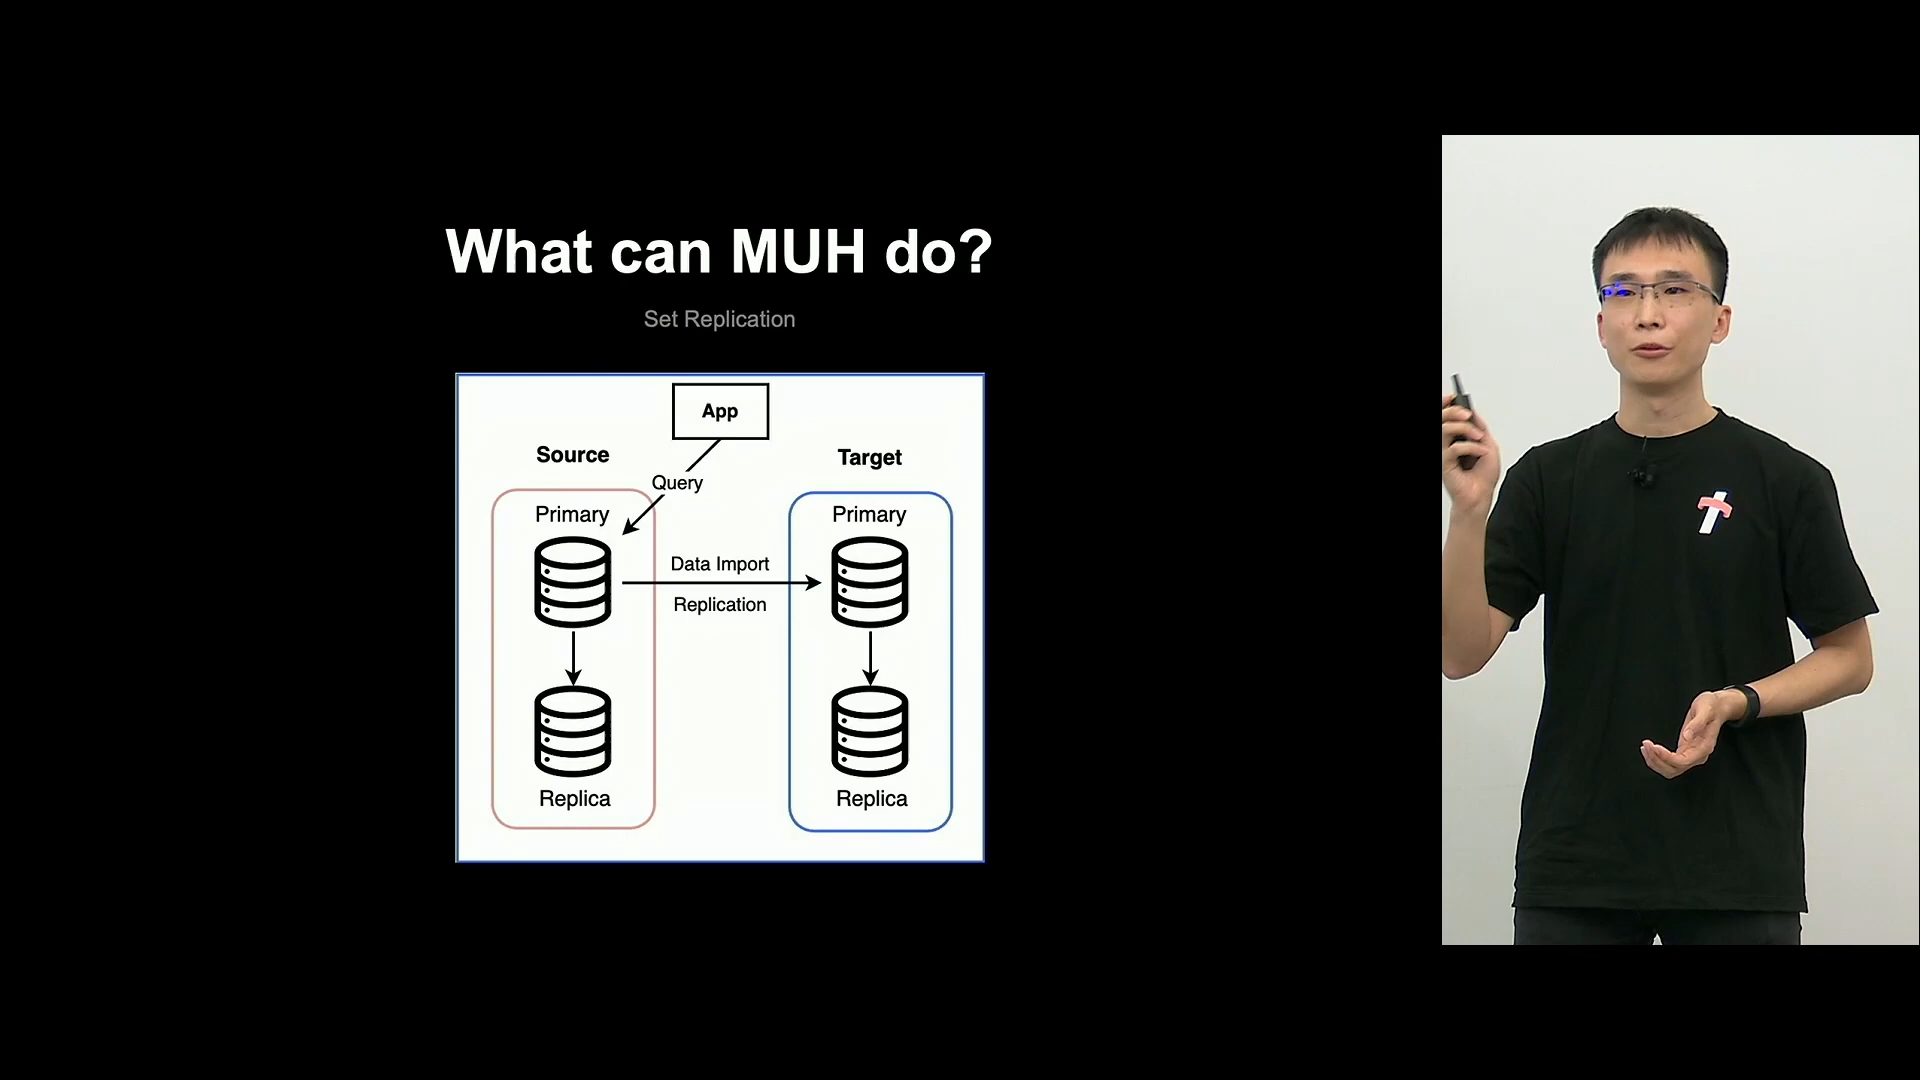 What can MUH do?
Set Replication
App
Source
Target
Query
Primary
Primary
Data Import
Replication
Replica
Replica